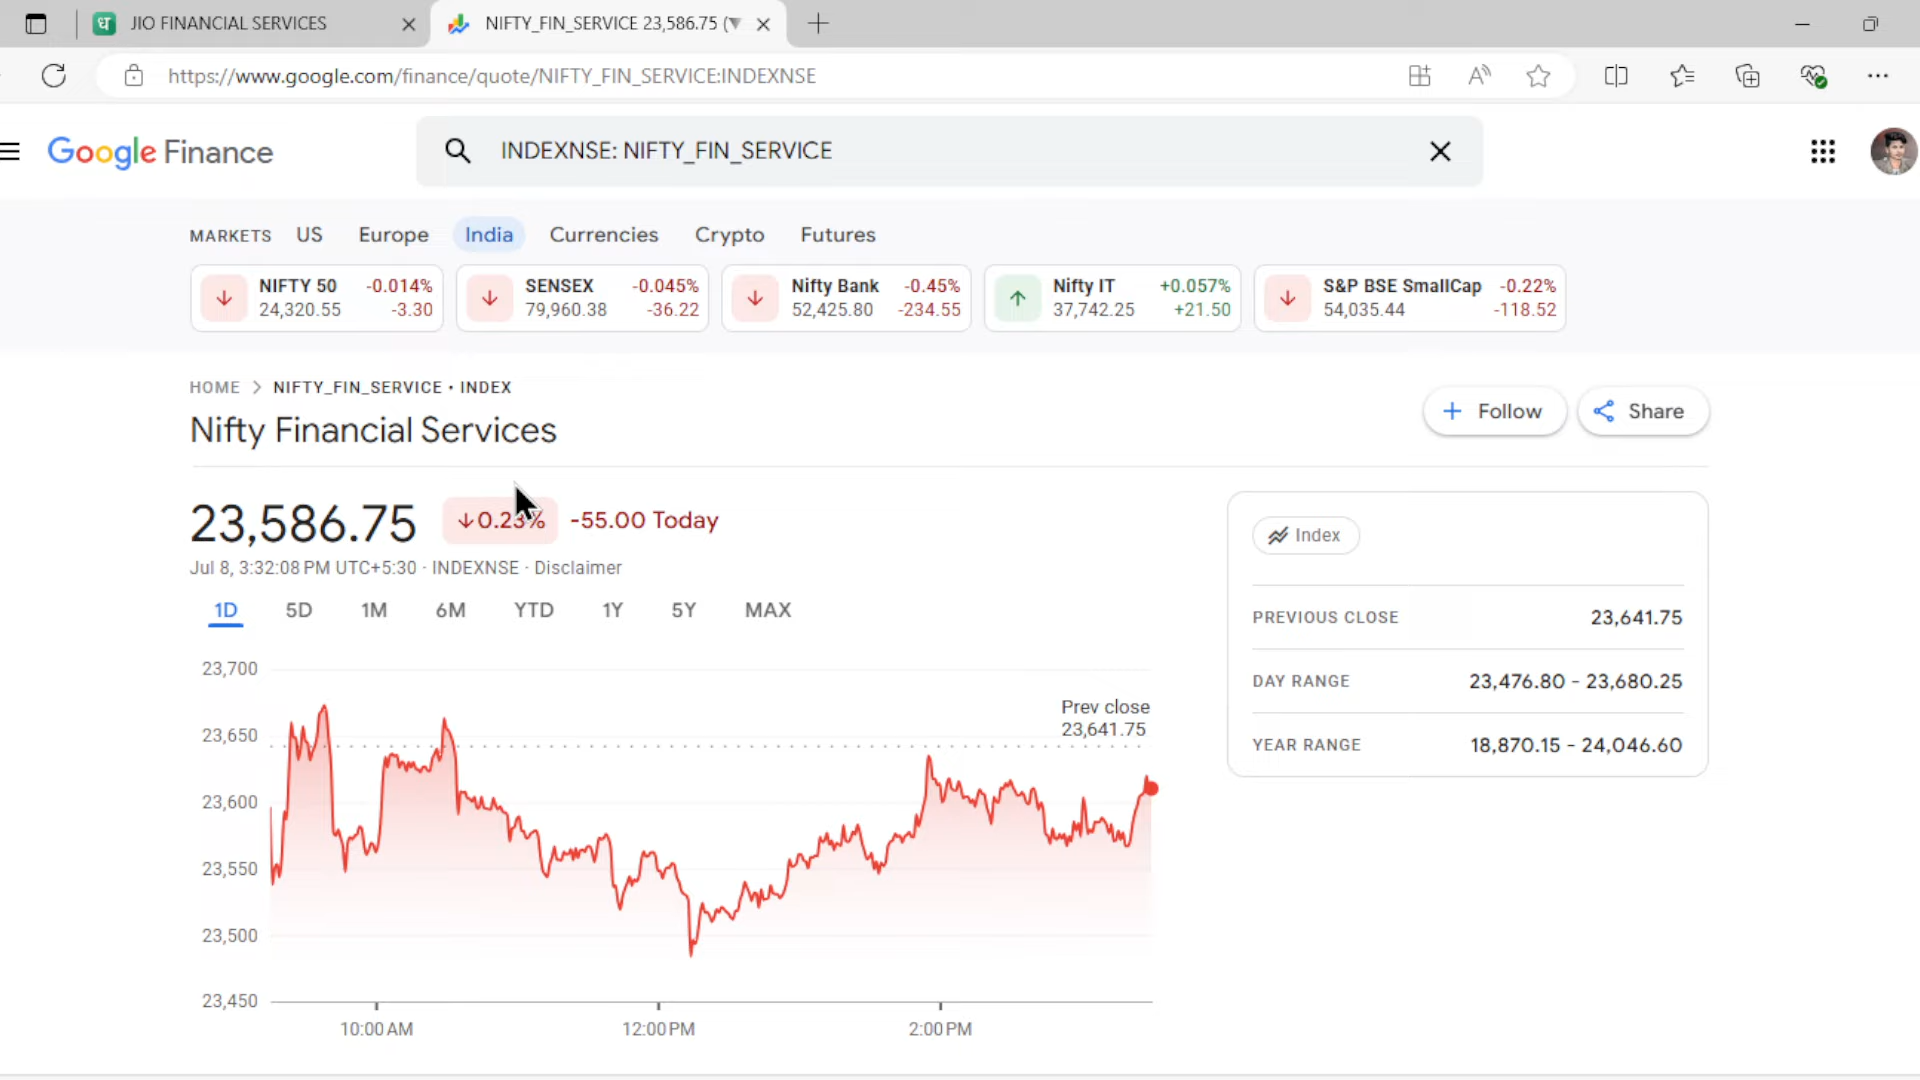 JIO FINANCIAL SERVICES
NIFTY_FIN_SERVICE 23,586.75 (▼
https://www.google.com/finance/quote/NIFTY_FIN_SERVICE:INDEXNSE
Google Finance
INDEXNSE: NIFTY_FIN_SERVICE
MARKETS US Europe India Currencies Crypto Futures
NIFTY 50 -0.014% SENSEX -0.045% Nifty Bank -0.45% Nifty IT +0.057% S&P BSE SmallCap -0.22%
24,320.55 -3.30 79,960.38 -36.22 52,425.80 -234.55 37,742.25 +21.50 54,035.44 -118.52
HOME > NIFTY_FIN_SERVICE • INDEX
Nifty Financial Services
+ Follow Share
23,586.75 ↓0.23% -55.00 Today
Jul 8, 3:32:08 PM UTC+5:30 · INDEXNSE · Disclaimer
1D 5D 1M 6M YTD 1Y 5Y MAX
23,700
Prev close
23,641.75
23,650
23,600
23,550
23,500
23,450
10:00 AM 12:00 PM 2:00 PM
Index
PREVIOUS CLOSE 23,641.75
DAY RANGE 23,476.80 - 23,680.25
YEAR RANGE 18,870.15 - 24,046.60